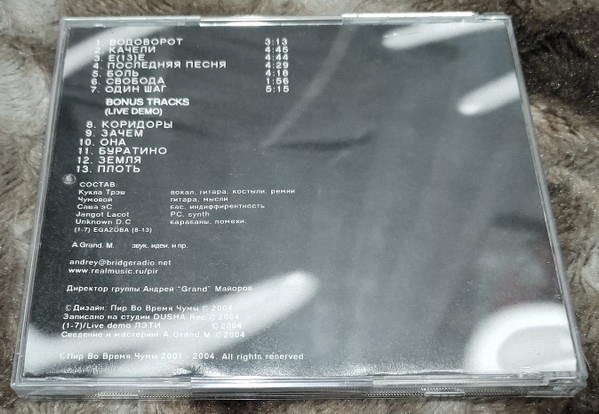 1. ВОДОВОРОТ 3:13
2. КАЧЕЛИ 4:45
3. Е(13)Е 4:44
4. ПОСЛЕДНЯЯ ПЕСНЯ 4:29
5. БОЛЬ 4:18
6. СВОБОДА 1:56
7. ОДИН ШАГ 5:15
BONUS TRACKS
(LIVE DEMO)
8. КОРИДОРЫ
9. ЗАЧЕМ
10. ОНА
11. БУРАТИНО
12. ЗЕМЛЯ
13. ПЛОТЬ
СОСТАВ:
Кукла Трэв вокал, гитара, костыли, ремни
Чумовой гитара, мысли
Саша эС бас, индифферентность
Jangot Lacot PC, synth
Unknown D.C барабаны, помехи.
(1-7) EGAZOBA (8-13)
A.Grand. M. звук, идеи, и пр.
andrey@bridgeradio.net
www.realmusic.ru/pir
Директор группы Андрей "Grand" Майоров
© Дизайн: Пир Во Время Чумы © 2004
Записано на студии DUSHA Rec © 2004
(1-7)/Live demo ЛЭТИ © 2004
Сведение и мастеринг A.Grand.M © 2004
©Пир Во Время Чумы 2001 - 2004. All rights reserved